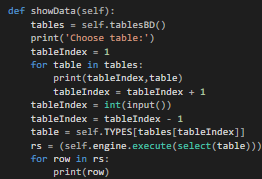 def showData(self):
    tables = self.tablesBD()
    print('Choose table:')
    tableIndex = 1
    for table in tables:
        print(tableIndex,table)
        tableIndex = tableIndex + 1
    tableIndex = int(input())
    tableIndex = tableIndex - 1
    table = self.TYPES[tables[tableIndex]]
    rs = (self.engine.execute(select(table)))
    for row in rs:
        print(row)